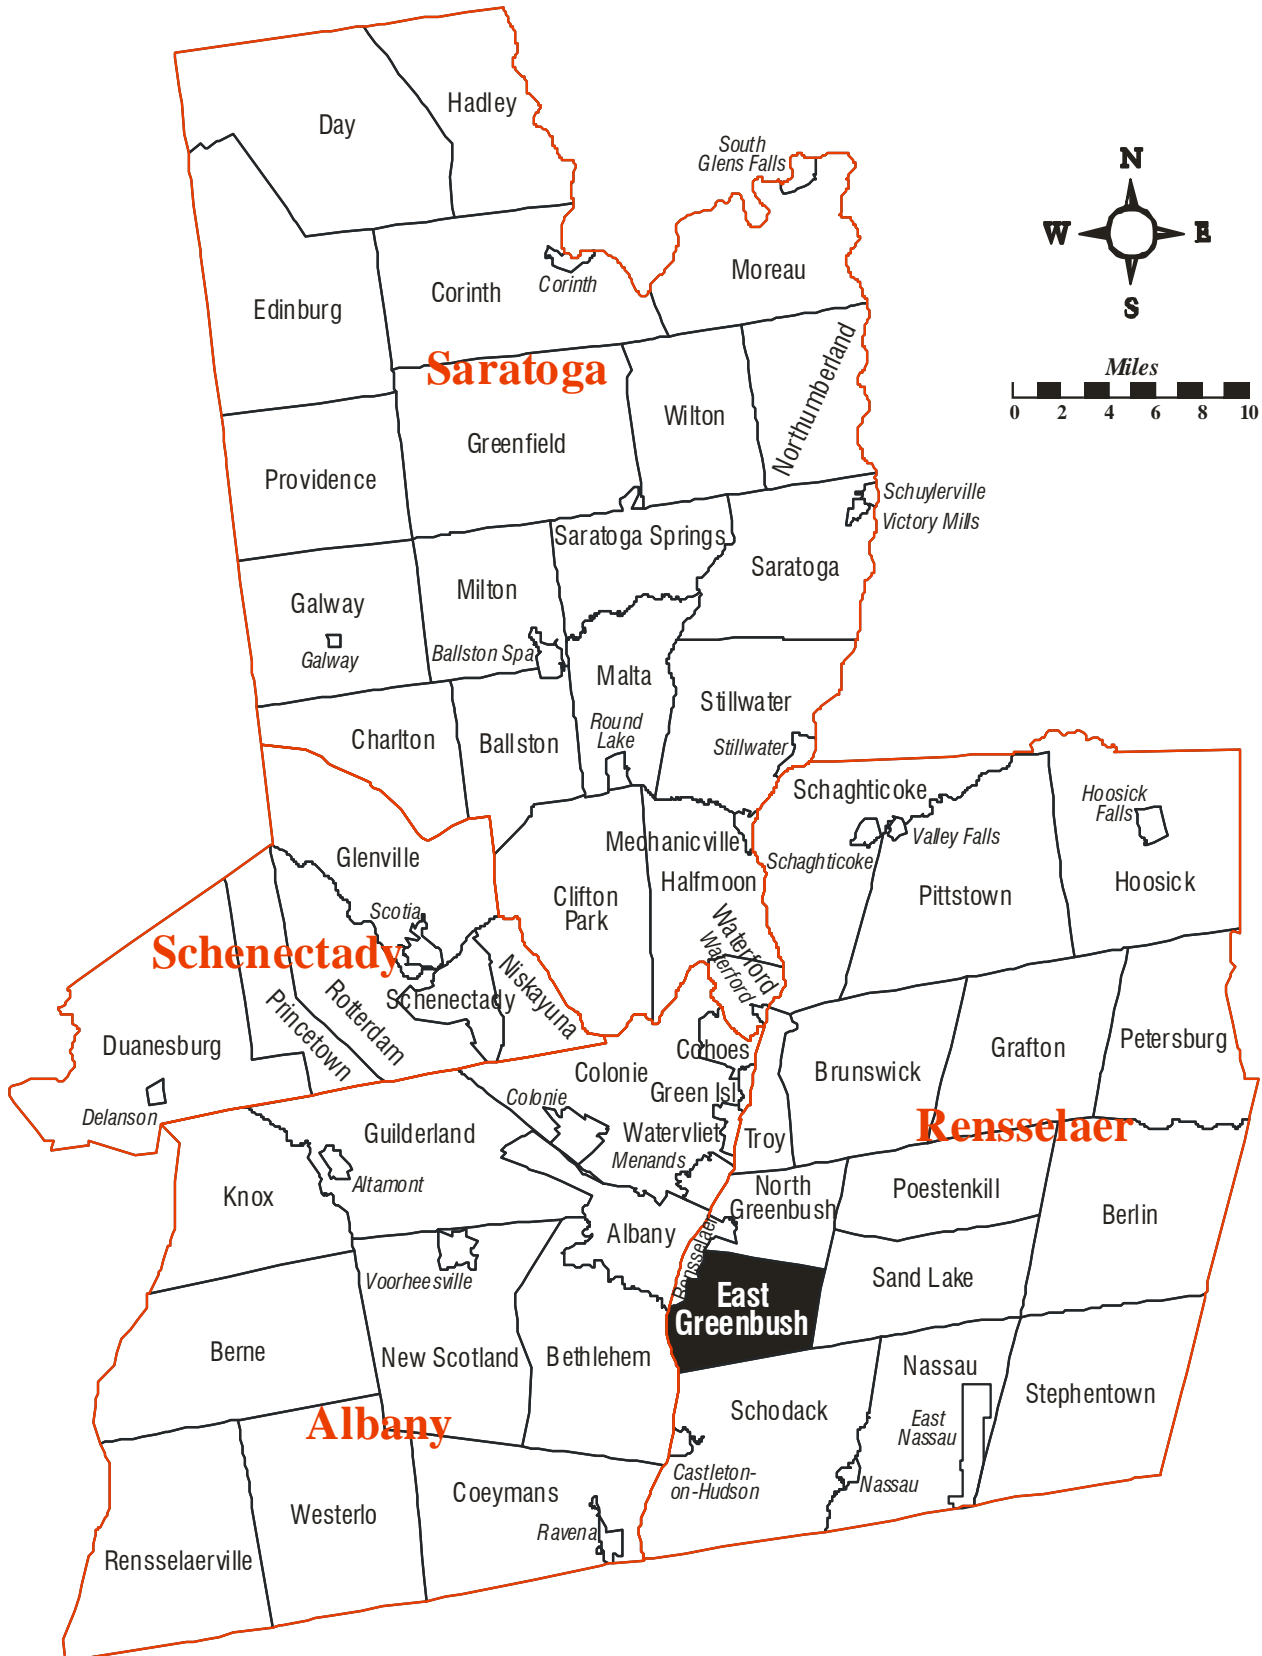 Hadley
Day
South
Glens Falls
N
W
E
S
Moreau
Corinth
Corinth
Edinburg
Miles
0 2 4 6 8 10
Saratoga
Northumberland
Wilton
Greenfield
Providence
Schuylerville
Victory Mills
Saratoga Springs
Saratoga
Milton
Galway
Galway
Ballston Spa
Malta
Stillwater
Round
Lake
Stillwater
Charlton
Ballston
Schaghticoke
Hoosick
Falls
Valley Falls
Mechanicville
Schaghticoke
Glenville
Halfmoon
Hoosick
Clifton
Park
Pittstown
Scotia
Waterford
Waterford
Schenectady
Niskayuna
Schenectady
Rotterdam
Princetown
Duanesburg
Cohoes
Grafton
Petersburg
Colonie
Brunswick
Green Isl
Colonie
Delanson
Rensselaer
Guilderland
Watervliet
Troy
Menands
Altamont
Knox
North
Greenbush
Poestenkill
Berlin
Albany
Rensselaer
Voorheesville
Sand Lake
East
Greenbush
Berne
New Scotland
Bethlehem
Nassau
Stephentown
Albany
Schodack
East
Nassau
Castleton-
on-Hudson
Nassau
Coeymans
Westerlo
Ravena
Rensselaerville